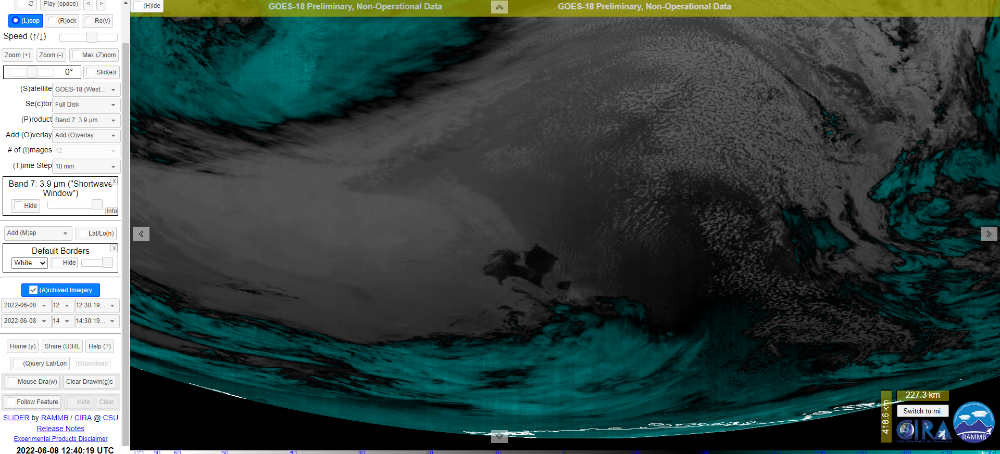 Play (space)
<
>
(H)ide
GOES-18 Preliminary, Non-Operational Data
GOES-18 Preliminary, Non-Operational Data
(L)oop
(R)ock
Re(v)
Speed (↑/↓)
Zoom (+)
Zoom (-)
Max (Z)oom
0°
Slid(e)r
(S)atellite
GOES-18 (West...
Se(c)tor
Full Disk
(P)roduct
Band 7: 3.9 µm ...
Add (O)verlay
Add (O)verlay
# of (I)mages
12
(T)ime Step
10 min
x
Band 7: 3.9 µm ("Shortwave
Window")
Hide
Info
Add (M)ap
Lat/Lo(n)
x
Default Borders
White
Hide
(A)rchived Imagery
2022-06-08
12
12:30:19...
2022-06-08
14
14:30:19...
Home (y)
Share (U)RL
Help (?)
(Q)uery Lat/Lon
(D)ownload
Mouse Dra(w)
Clear Drawin(g)s
Follow Feature
Hide
Clear
SLIDER by RAMMB / CIRA @ CSU
Release Notes
Experimental Products Disclaimer
2022-06-08 12:40:19 UTC
227.3 km
418.6 km
Switch to mi.
CIRA
Connecting Models and Observations
RAMMB